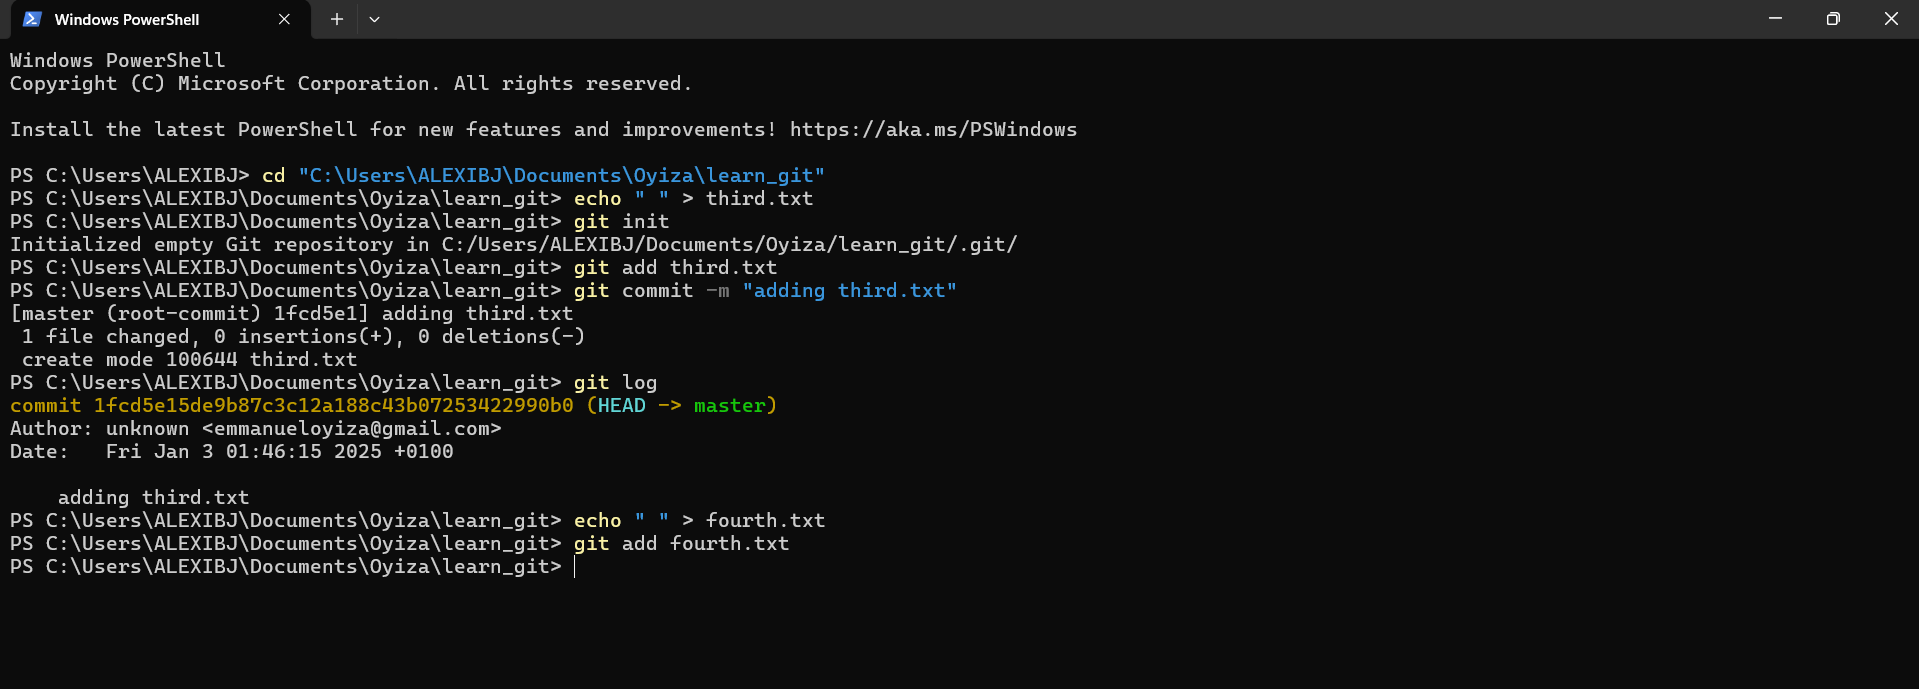 Windows PowerShell
Windows PowerShell
Copyright (C) Microsoft Corporation. All rights reserved.
Install the latest PowerShell for new features and improvements! https://aka.ms/PSWindows
PS C:\Users\ALEXIBJ> cd "C:\Users\ALEXIBJ\Documents\Oyiza\learn_git"
PS C:\Users\ALEXIBJ\Documents\Oyiza\learn_git> echo " " > third.txt
PS C:\Users\ALEXIBJ\Documents\Oyiza\learn_git> git init
Initialized empty Git repository in C:/Users/ALEXIBJ/Documents/Oyiza/learn_git/.git/
PS C:\Users\ALEXIBJ\Documents\Oyiza\learn_git> git add third.txt
PS C:\Users\ALEXIBJ\Documents\Oyiza\learn_git> git commit -m "adding third.txt"
[master (root-commit) 1fcd5e1] adding third.txt
 1 file changed, 0 insertions(+), 0 deletions(-)
 create mode 100644 third.txt
PS C:\Users\ALEXIBJ\Documents\Oyiza\learn_git> git log
commit 1fcd5e15de9b87c3c12a188c43b07253422990b0 (HEAD -> master)
Author: unknown <emmanueloyiza@gmail.com>
Date:   Fri Jan 3 01:46:15 2025 +0100
    adding third.txt
PS C:\Users\ALEXIBJ\Documents\Oyiza\learn_git> echo " " > fourth.txt
PS C:\Users\ALEXIBJ\Documents\Oyiza\learn_git> git add fourth.txt
PS C:\Users\ALEXIBJ\Documents\Oyiza\learn_git>